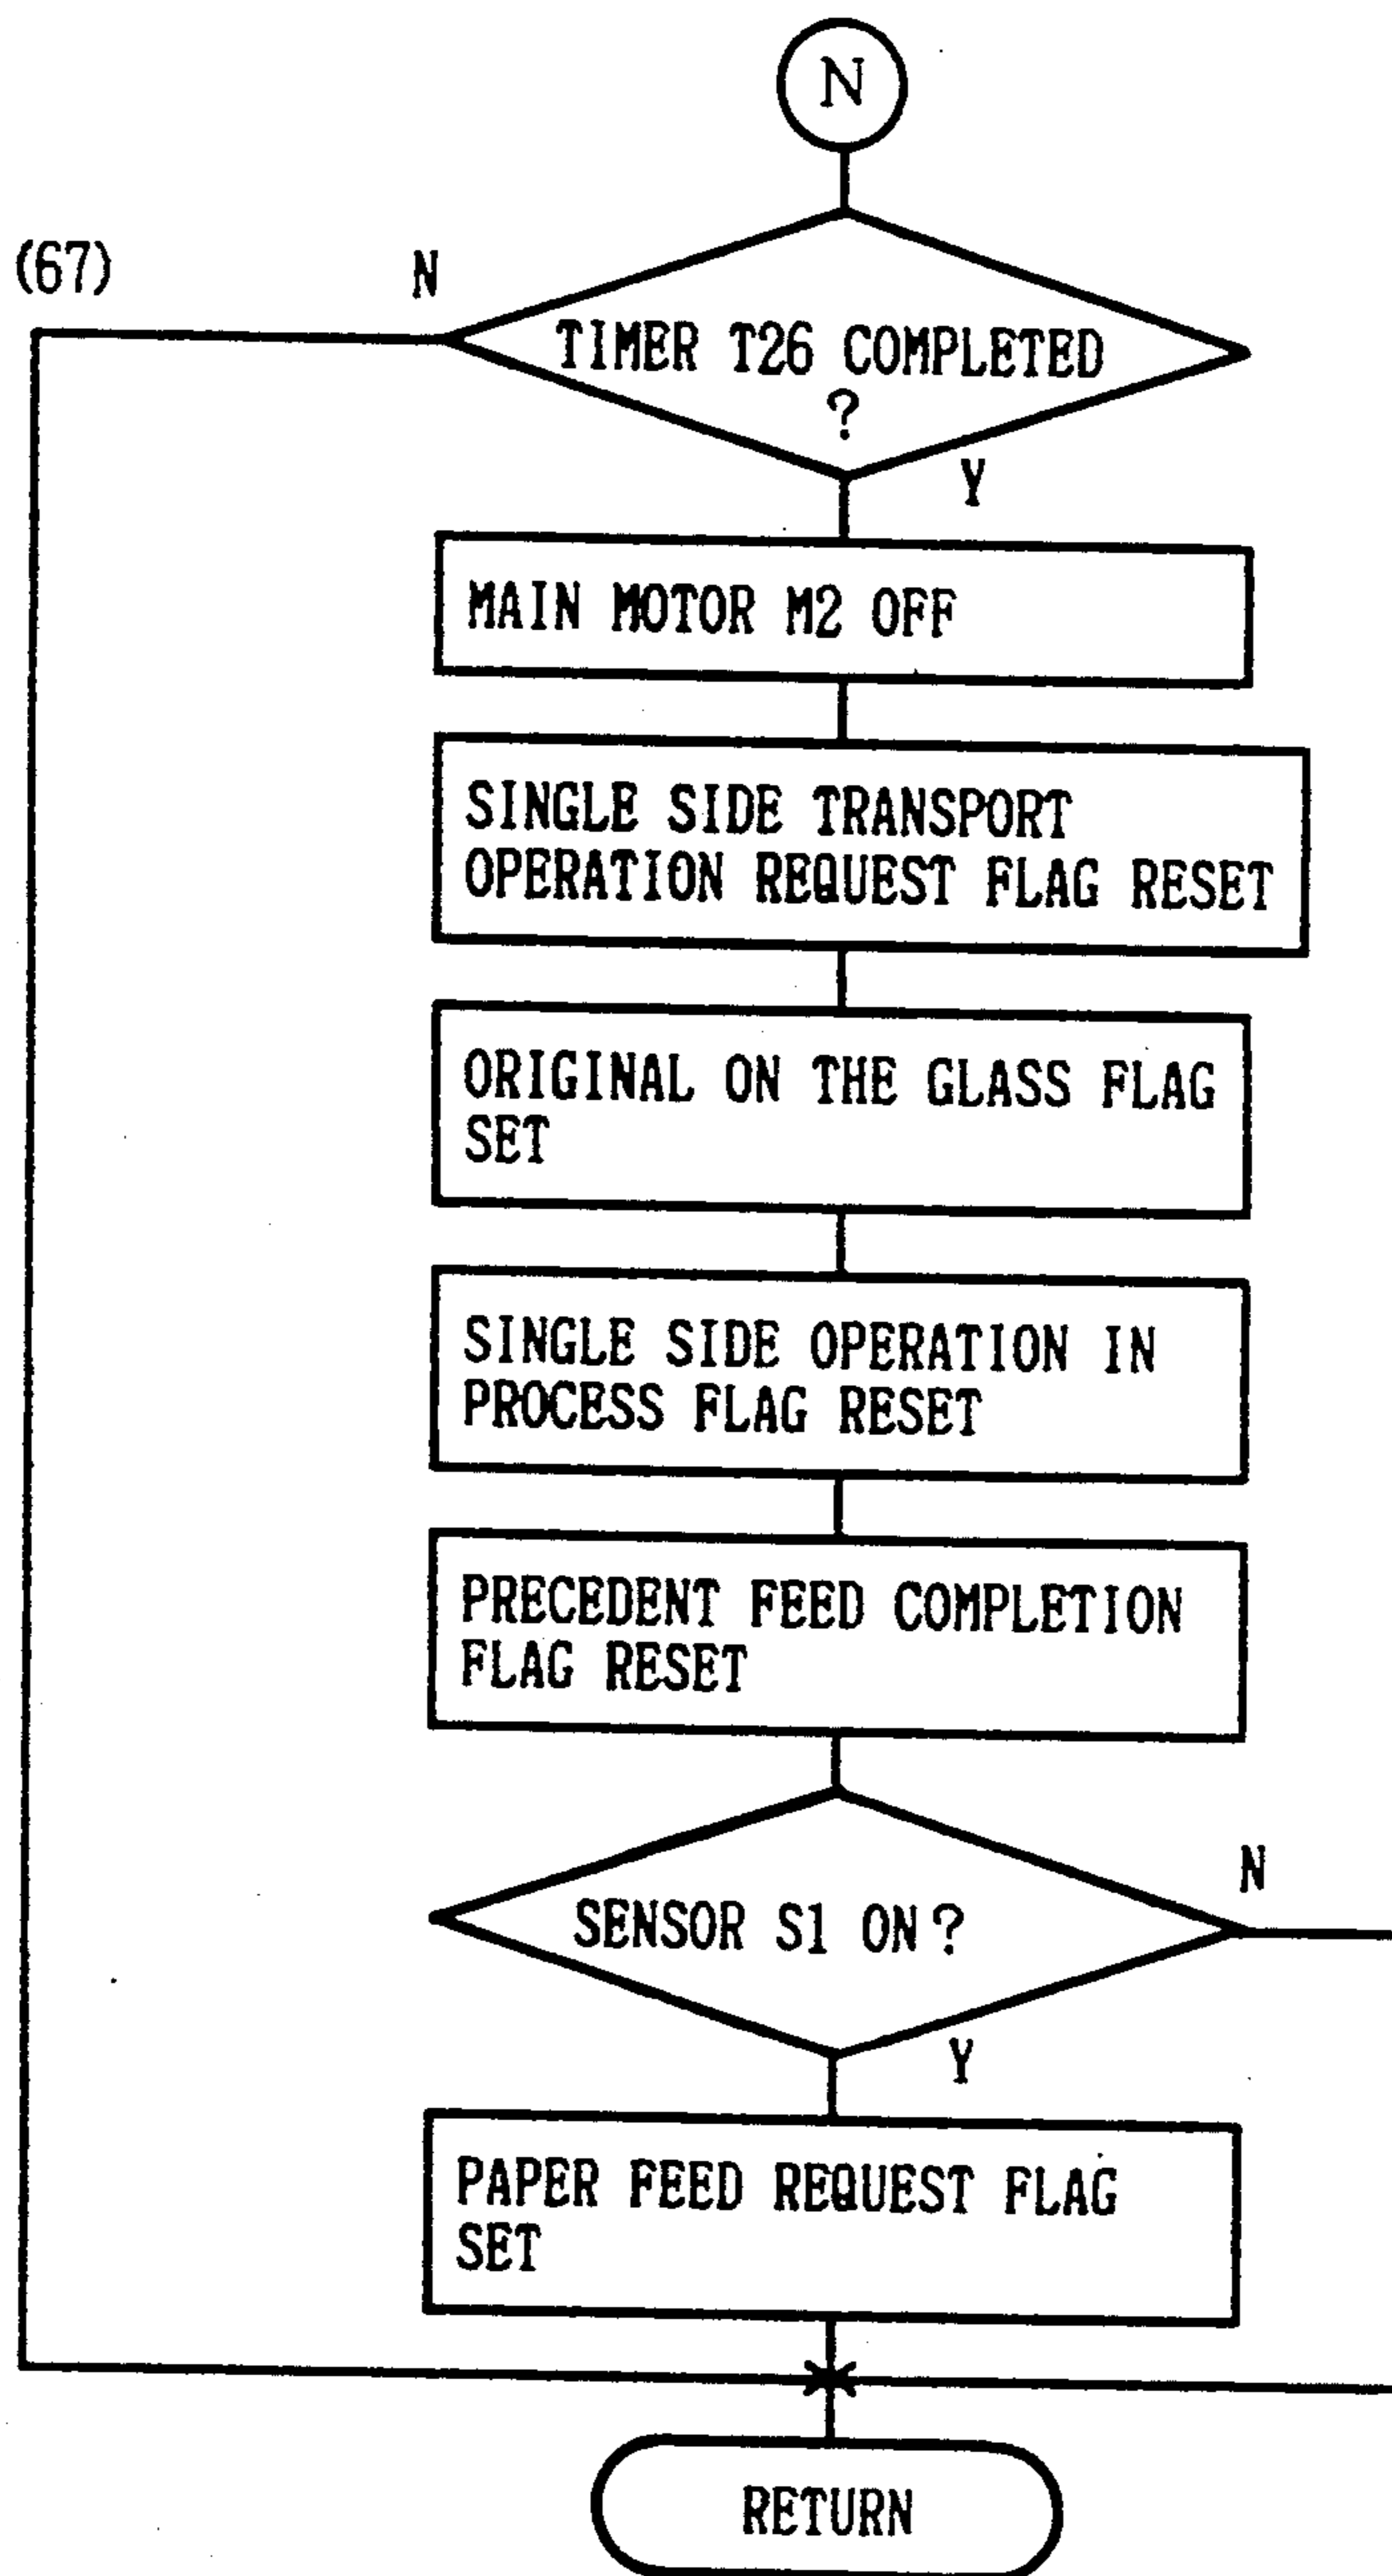 N
(67)
N
TIMER T26 COMPLETED
?
Y
MAIN MOTOR M2 OFF
SINGLE SIDE TRANSPORT
OPERATION REQUEST FLAG RESET
ORIGINAL ON THE GLASS FLAG
SET
SINGLE SIDE OPERATION IN
PROCESS FLAG RESET
PRECEDENT FEED COMPLETION
FLAG RESET
N
SENSOR S1 ON?
Y
PAPER FEED REQUEST FLAG
SET
RETURN